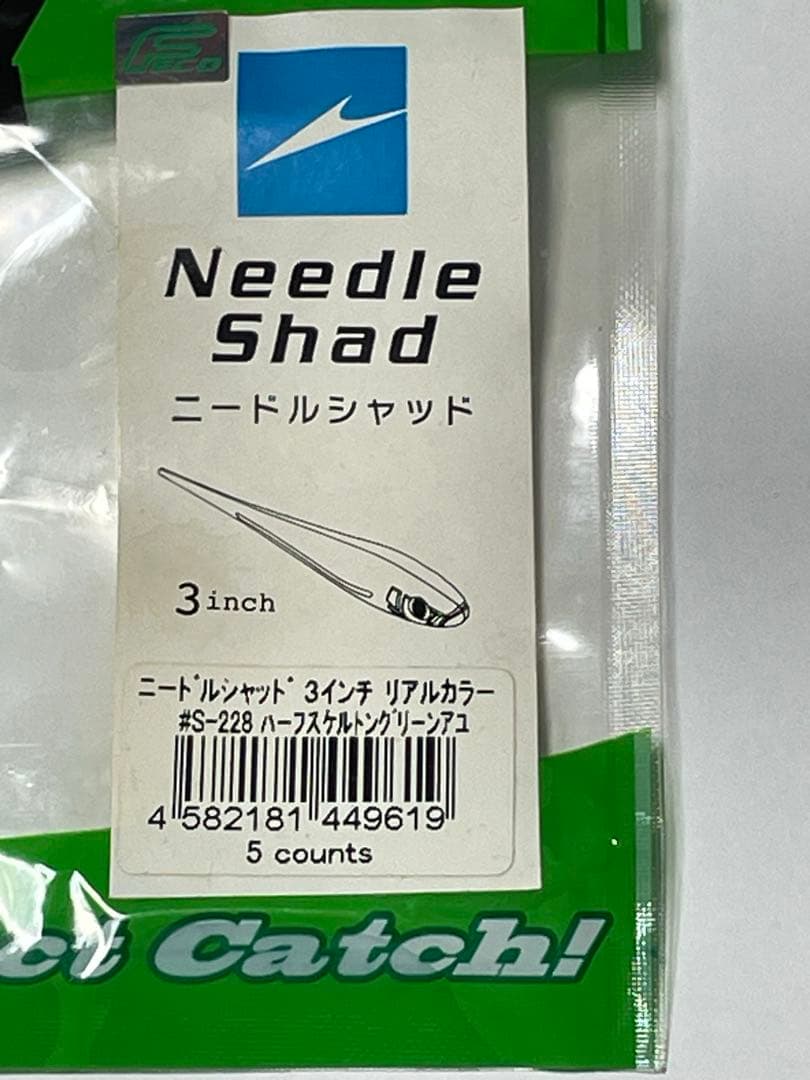 FECO
Needle
Shad
ニードルシャッド
3inch
ニードルシャッド 3インチ リアルカラー
#S-228 ハーフスケルトングリーンアユ
4 582181 449619
5 counts
ct Catch!